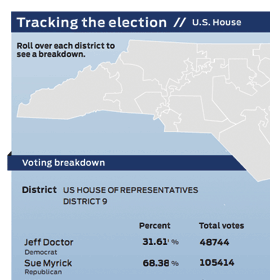 Tracking the election // U.S. House
Roll over each district to
see a breakdown.
Voting breakdown
District US HOUSE OF REPRESENTATIVES
DISTRICT 9
Percent Total votes
Jeff Doctor 31.61 % 48744
Democrat
Sue Myrick 68.38 % 105414
Republican